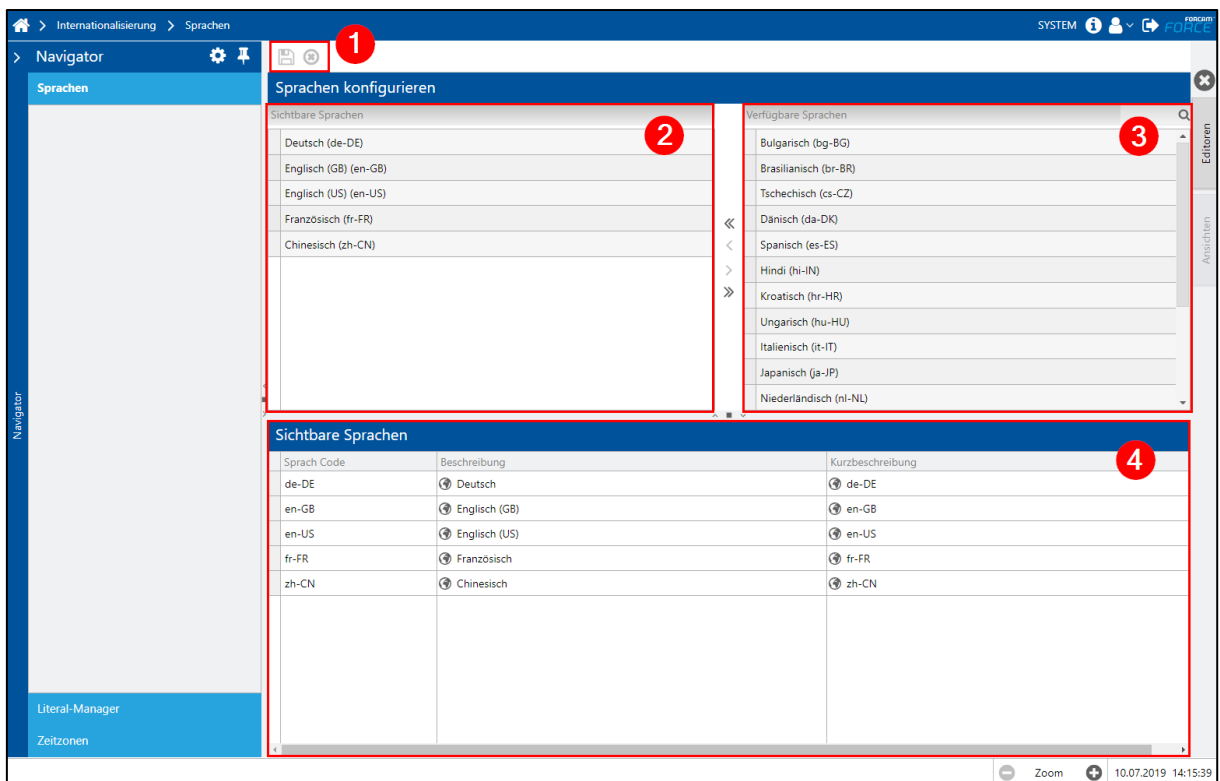 Internationalisierung > Sprachen
SYSTEM
FORCAM
FORCE
1
Navigator
Sprachen
Sprachen konfigurieren
Sichtbare Sprachen
2
Deutsch (de-DE)
Englisch (GB) (en-GB)
Englisch (US) (en-US)
Französisch (fr-FR)
Chinesisch (zh-CN)
Verfügbare Sprachen
3
Bulgarisch (bg-BG)
Brasilianisch (br-BR)
Tschechisch (cs-CZ)
Dänisch (da-DK)
Spanisch (es-ES)
Hindi (hi-IN)
Kroatisch (hr-HR)
Ungarisch (hu-HU)
Italienisch (it-IT)
Japanisch (ja-JP)
Niederländisch (nl-NL)
Editoren
Ansichten
Navigator
Sichtbare Sprachen
4
Sprach Code Beschreibung Kurzbeschreibung
de-DE Deutsch de-DE
en-GB Englisch (GB) en-GB
en-US Englisch (US) en-US
fr-FR Französisch fr-FR
zh-CN Chinesisch zh-CN
Literal-Manager
Zeitzonen
Zoom 10.07.2019 14:15:39